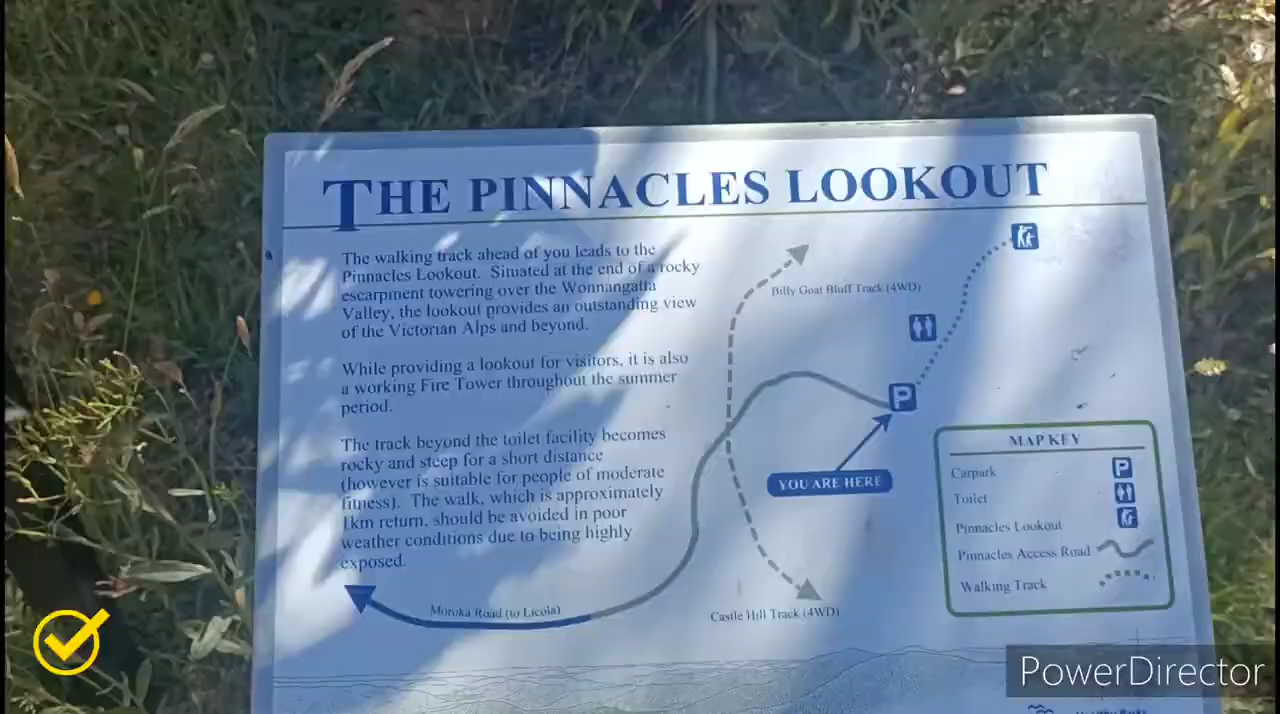 THE PINNACLES LOOKOUT
The walking track ahead of you leads to the
Pinnacles Lookout. Situated at the end of a rocky
escarpment towering over the Wonnangatta
Valley, the lookout provides an outstanding view
of the Victorian Alps and beyond.
While providing a lookout for visitors, it is also
a working Fire Tower throughout the summer
period.
The track beyond the toilet facility becomes
rocky and steep for a short distance
(however is suitable for people of moderate
fitness). The walk, which is approximately
1km return, should be avoided in poor
weather conditions due to being highly
exposed.
Billy Goat Bluff Track (4WD)
P
YOU ARE HERE
Moroka Road (to Licola)
Castle Hill Track (4WD)
MAP KEY
Carpark P
Toilet
Pinnacles Lookout
Pinnacles Access Road
Walking Track
PowerDirector